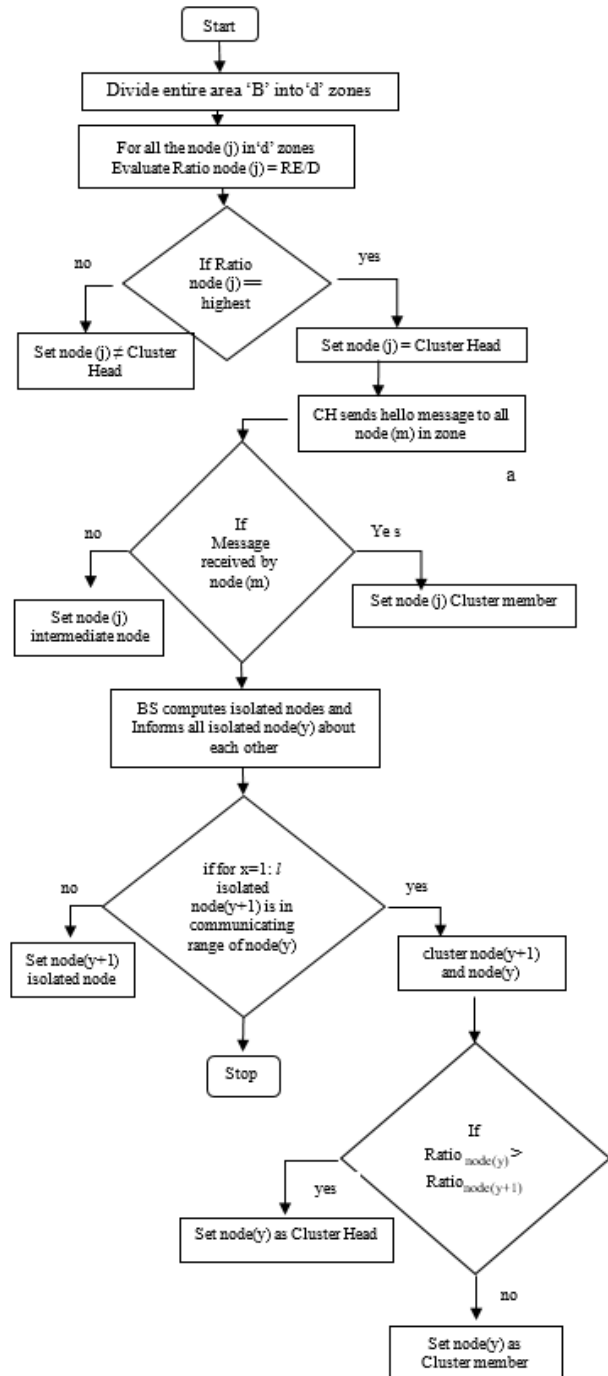 Start
Divide entire area ‘B’ into ‘d’ zones
For all the node (j) in ‘d’ zones
Evaluate Ratio node (j) = RE/D
If Ratio
node (j) ==
highest
no
yes
Set node (j) ≠ Cluster
Head
Set node (j) = Cluster Head
CH sends hello message to all
node (m) in zone
a
If
Message
received by
node (m)
no
Ye s
Set node (j)
intermediate node
Set node (j) Cluster member
BS computes isolated nodes and
Informs all isolated node(y) about
each other
if for x=1: l
isolated
node(y+1) is in
communicating
range of node(y)
no
yes
Set node(y+1)
isolated node
cluster node(y+1)
and node(y)
Stop
If
Ratio node(y) >
Ratio node(y+1)
yes
Set node(y) as Cluster Head
no
Set node(y) as
Cluster member